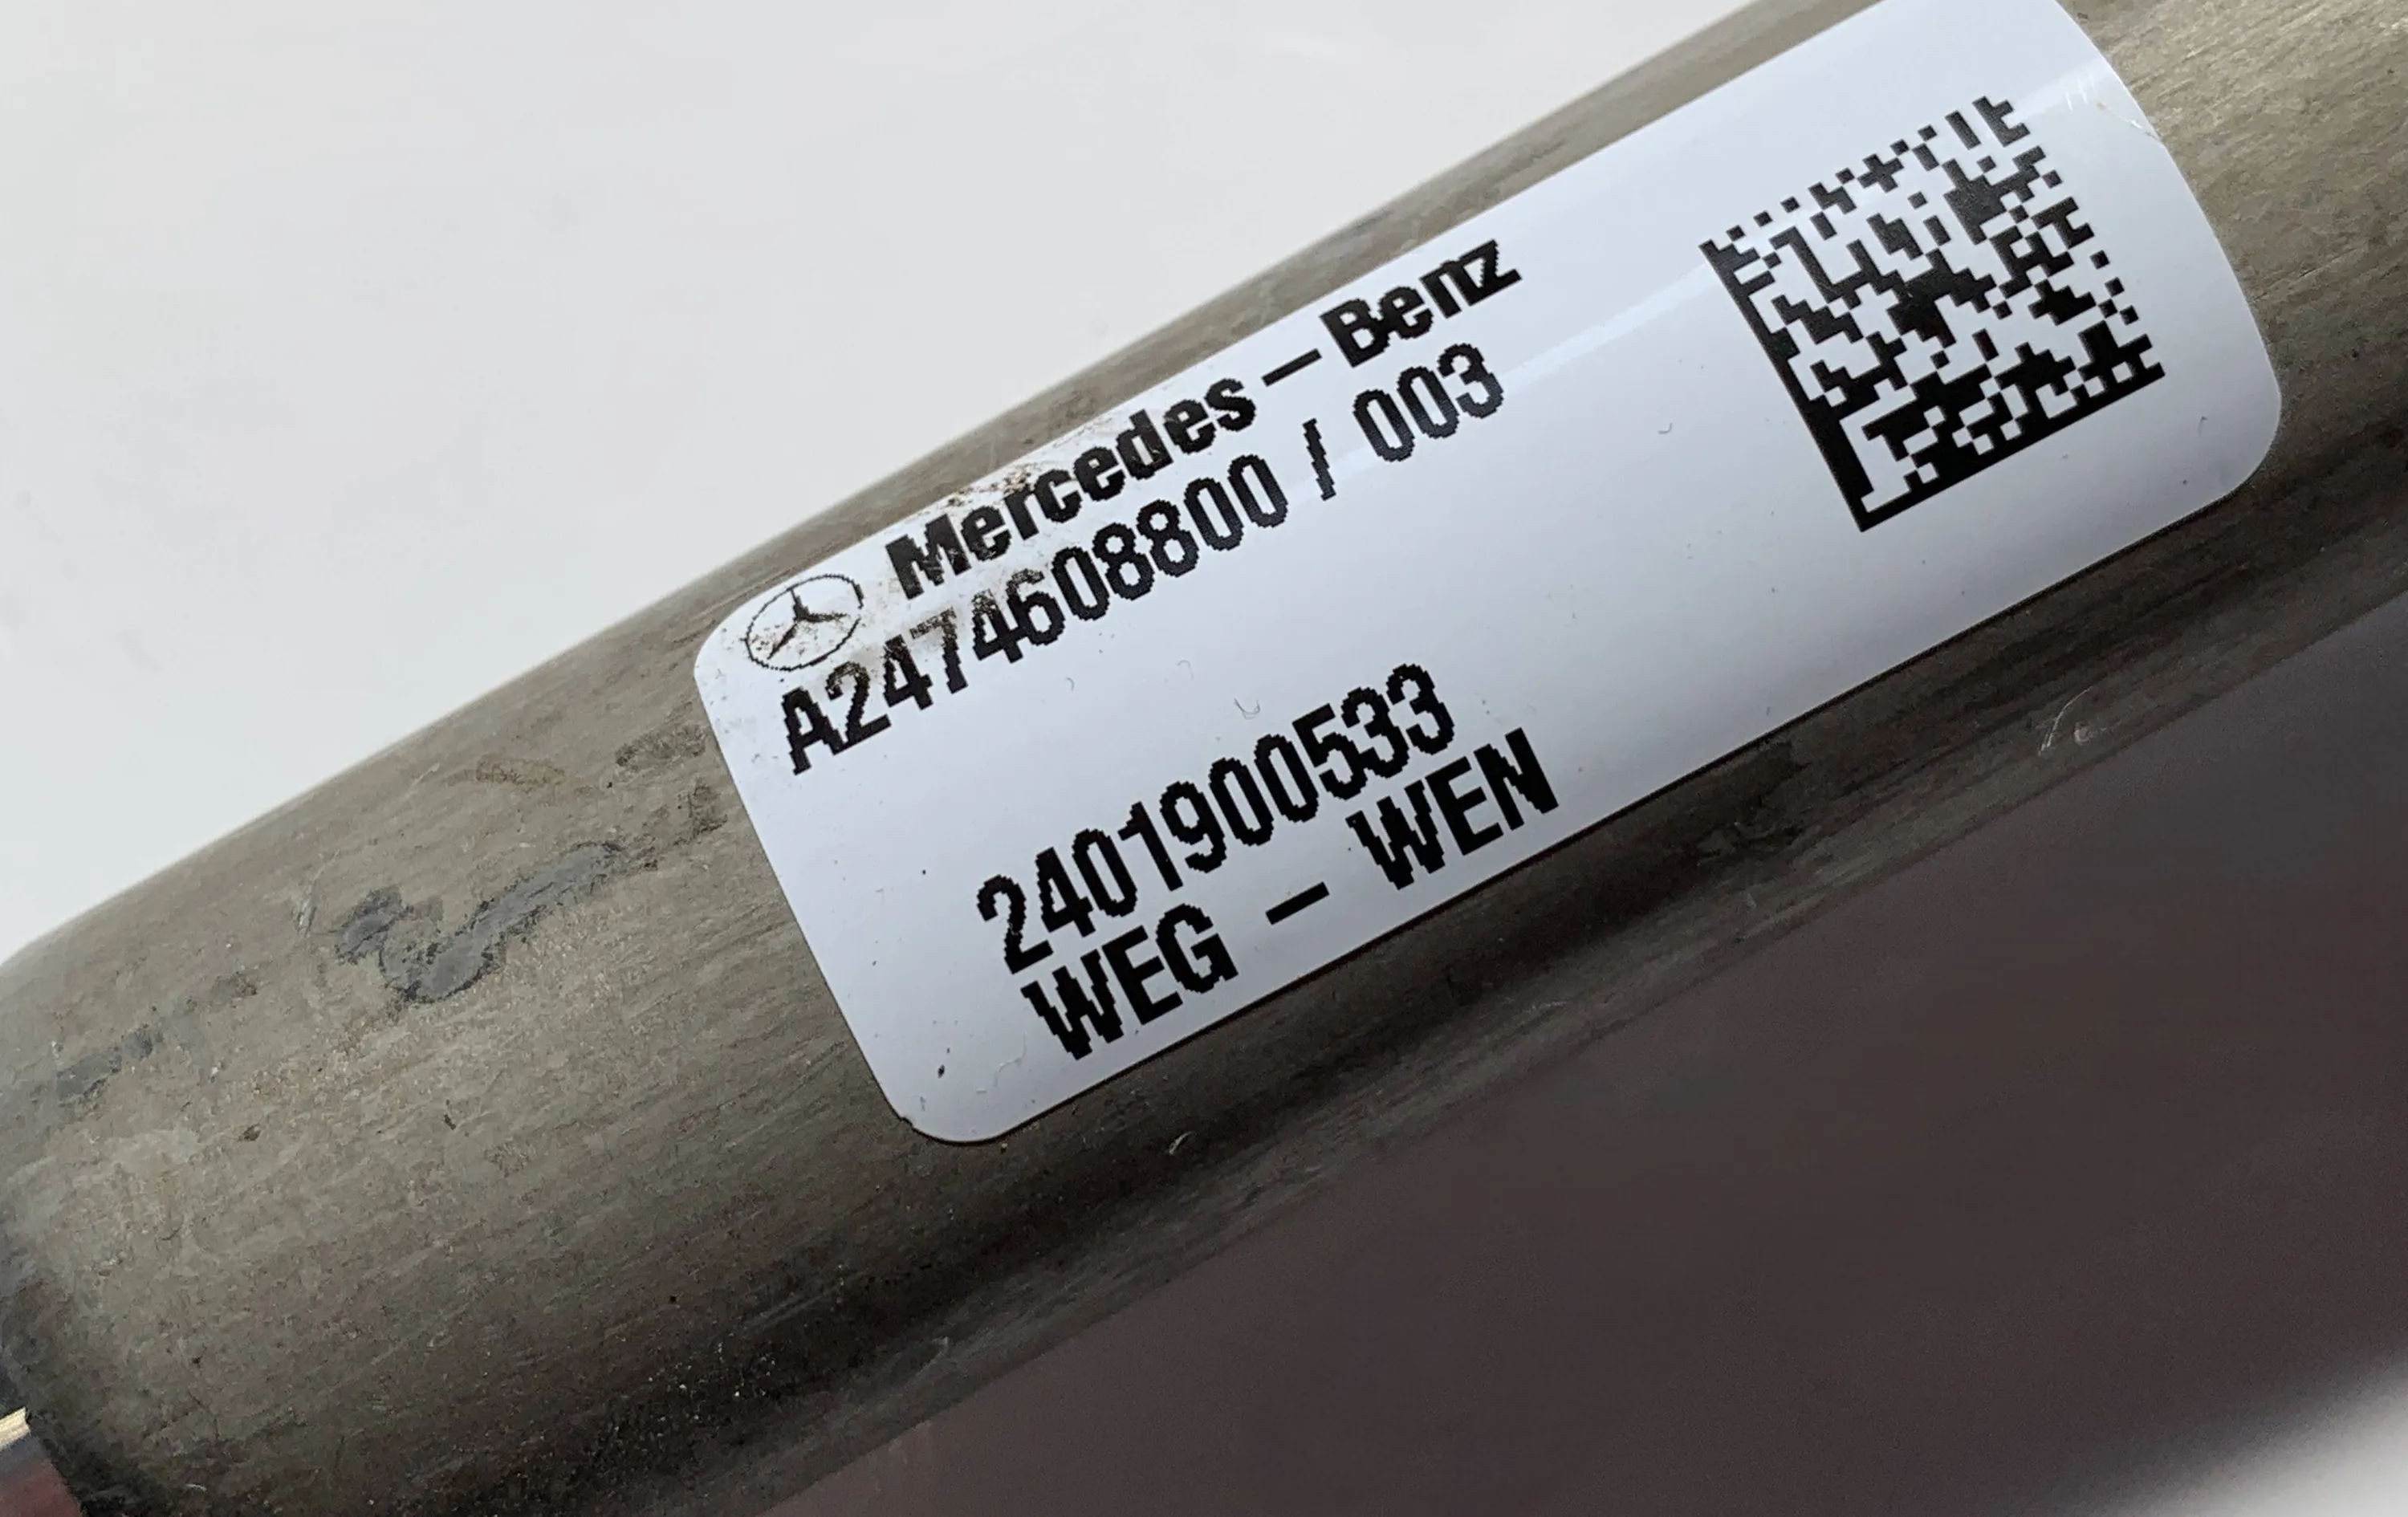 Mercedes-Benz
A2474608800 / 003
2401900533
WEG - WEN